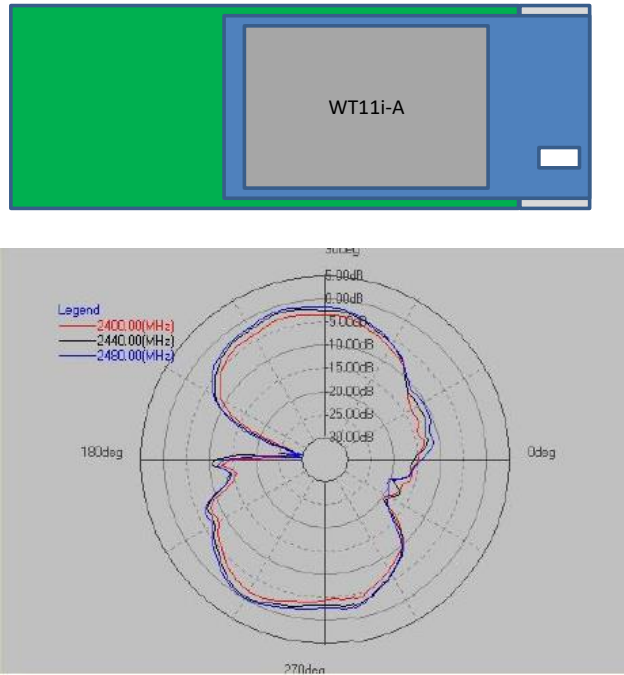 WT11i-A
5.00dB
0.00dB
-5.00dB
-10.00dB
-15.00dB
-20.00dB
-25.00dB
-30.00dB
Legend
2400.00(MHz)
2440.00(MHz)
2480.00(MHz)
180deg
0deg
270deg